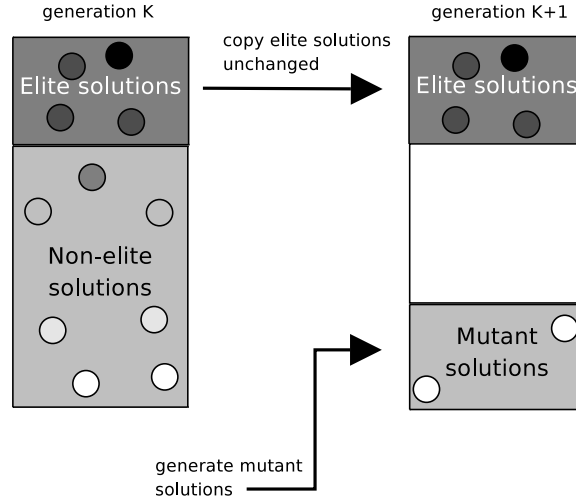 generation K
generation K+1
copy elite solutions
unchanged
Elite solutions
Elite solutions
Non-elite
solutions
Mutant
solutions
generate mutant
solutions